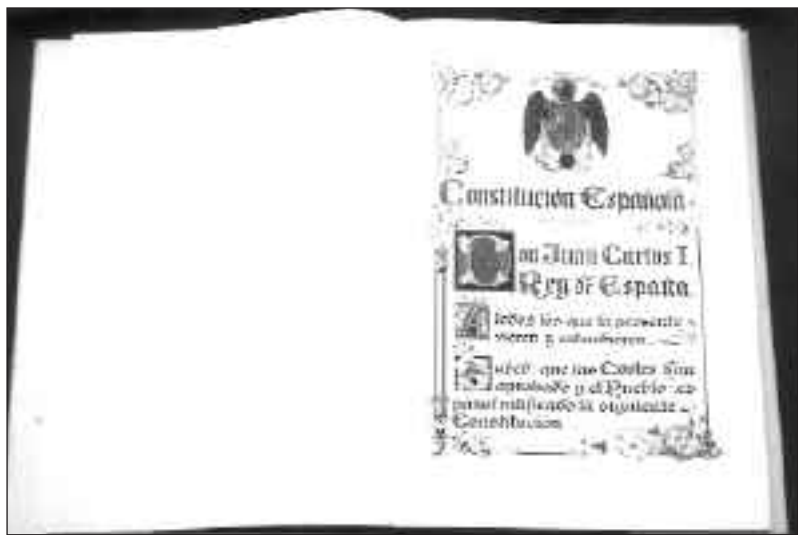 Constitución Española
Don Juan Carlos I
Rey de España
A todos los que la presente
vieren y entendieren
Sabed: que las Cortes han
aprobado y el Pueblo es
pañol ratificado la siguiente
Constitución